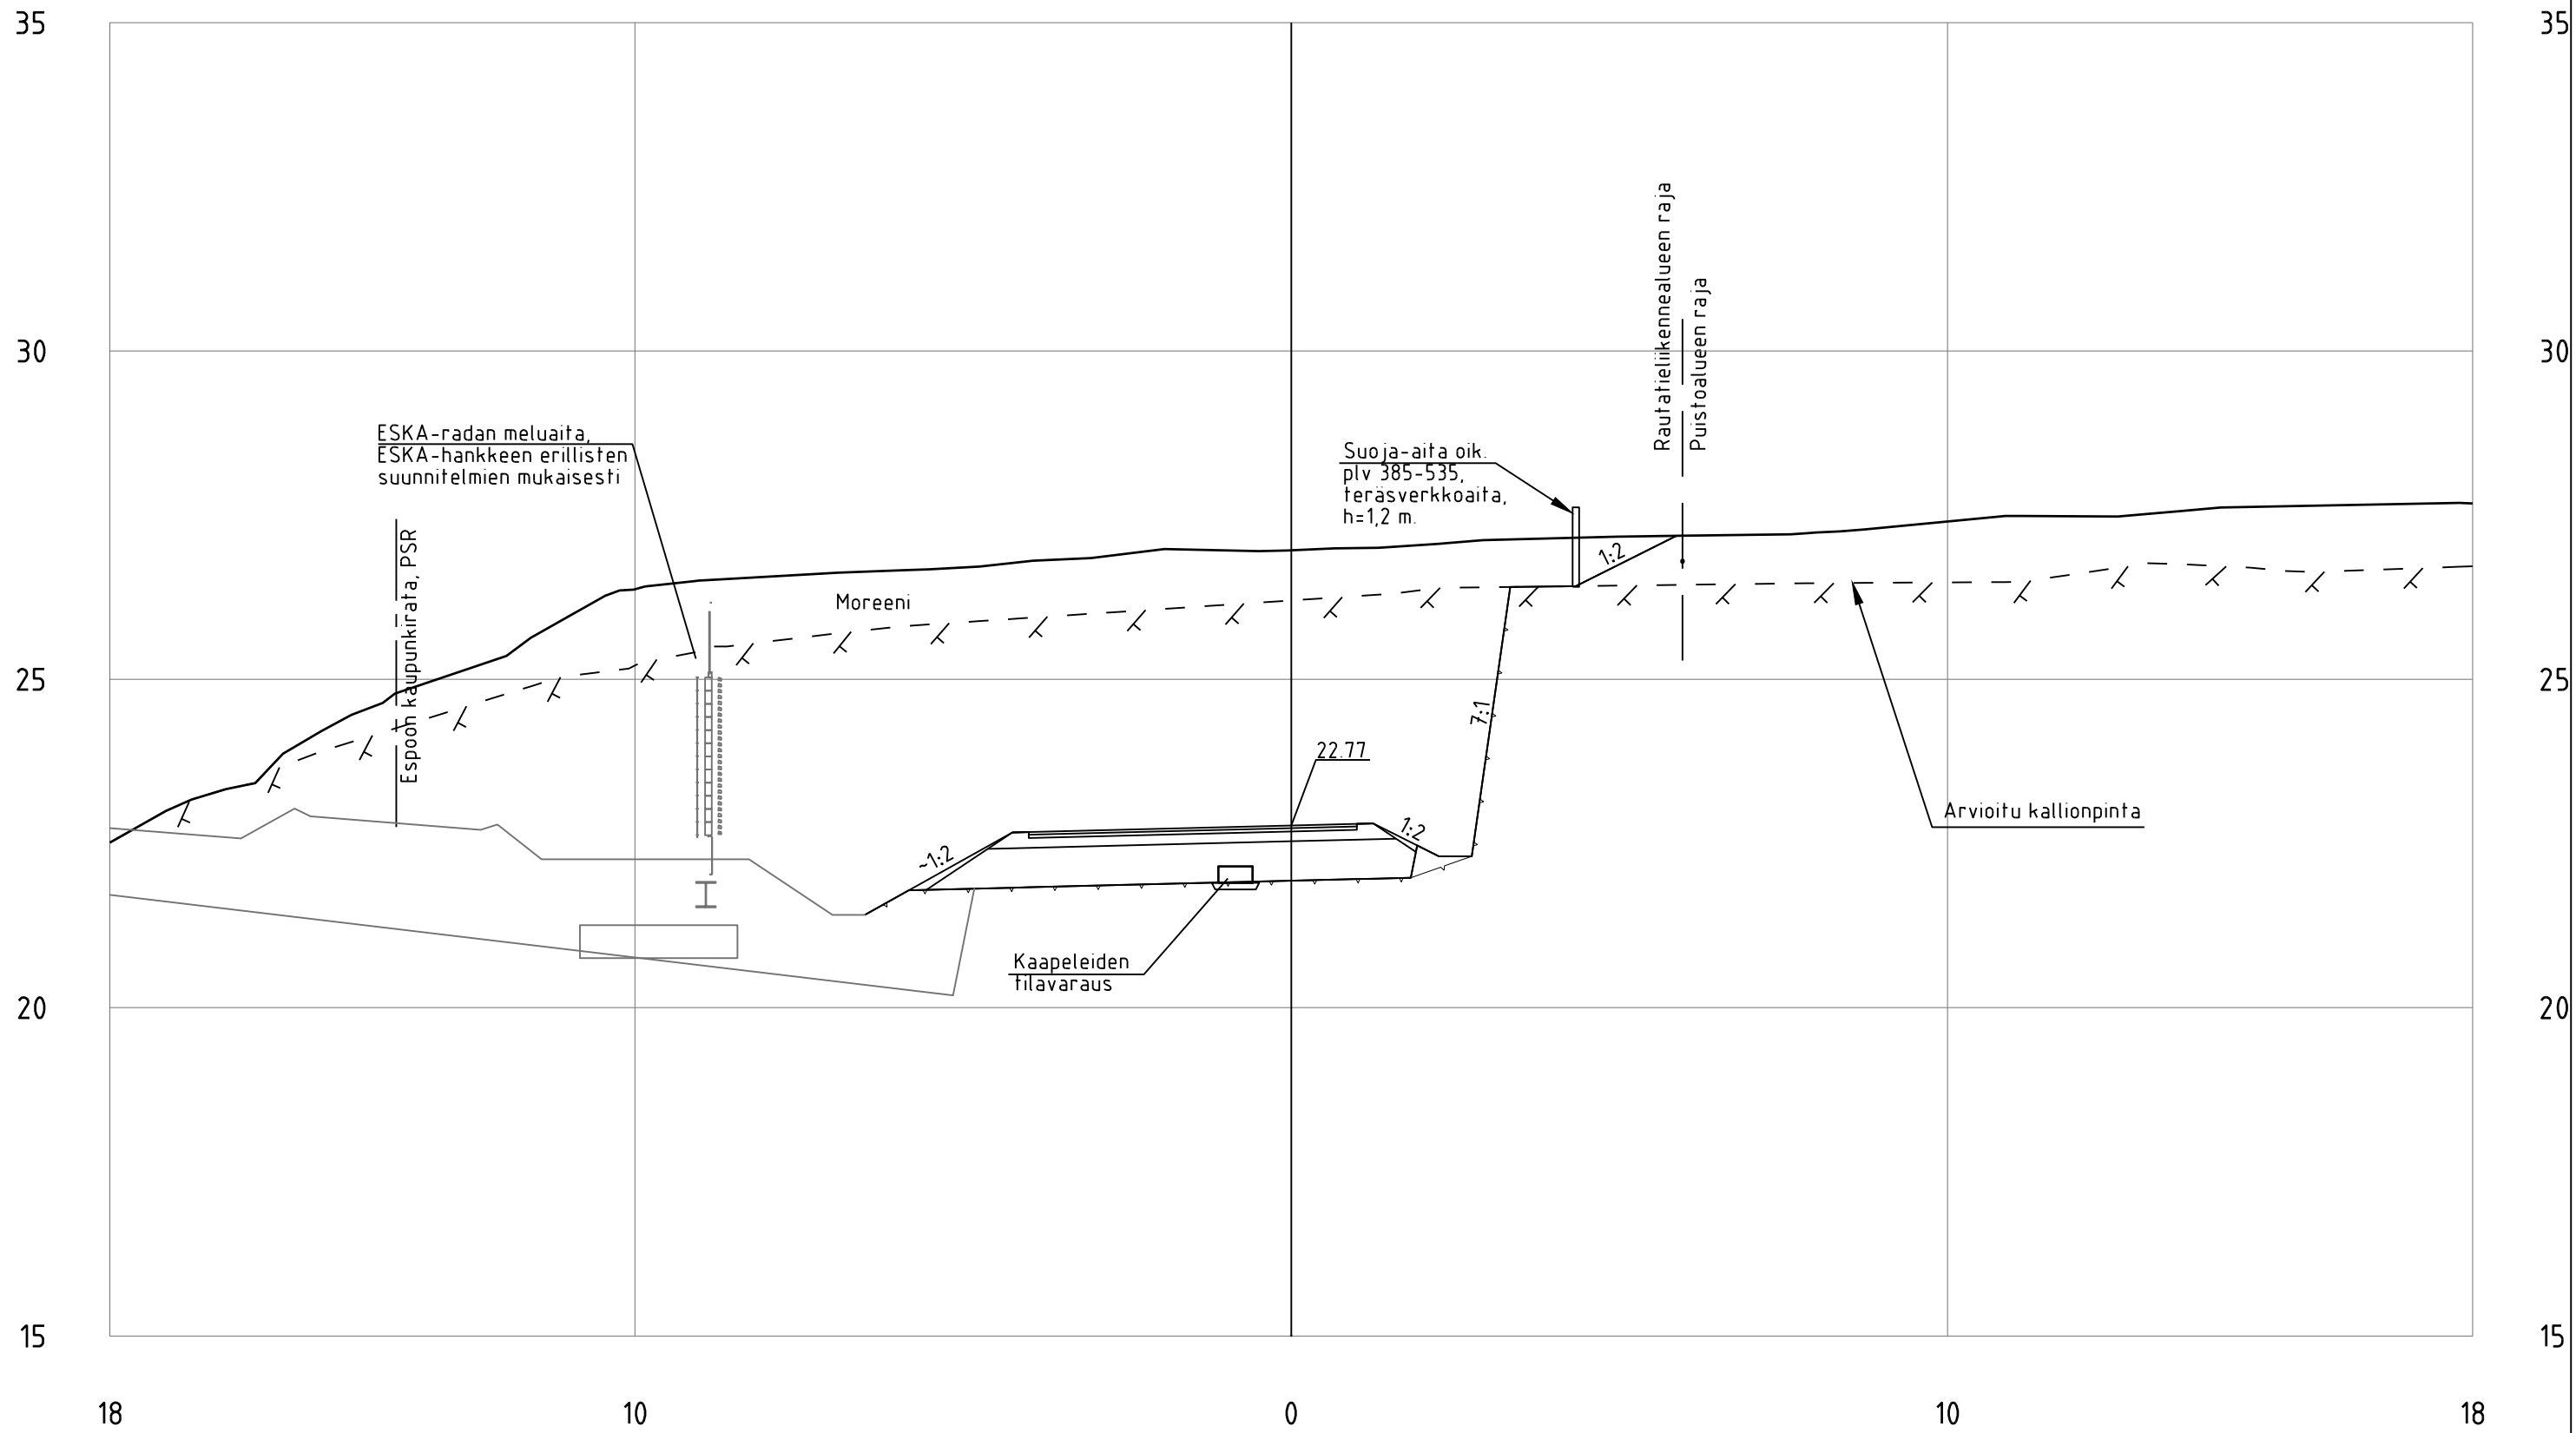 35
35
30
30
25
25
20
20
15
15
18
10
0
10
18
ESKA-radan meluaita,
ESKA-hankkeen erillisten
suunnitelmien mukaisesti
Espoon kaupunkirata, PSR
Moreeni
Suoja-aita oik.
plv 385-535,
teräsverkkoaita,
h=1,2 m.
Rautatieliikennealueen raja
Puistoalueen raja
1:2
7:1
22.77
1:2
~1:2
Kaapeleiden
tilavaraus
Arvioitu kallionpinta